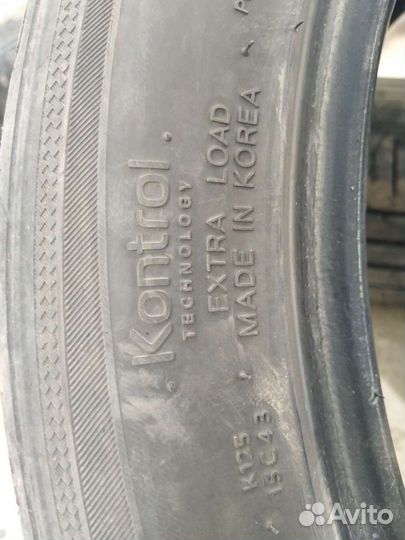 Kontrol
TECHNOLOGY
EXTRA LOAD
MADE IN KOREA
K125
15C43
Avito